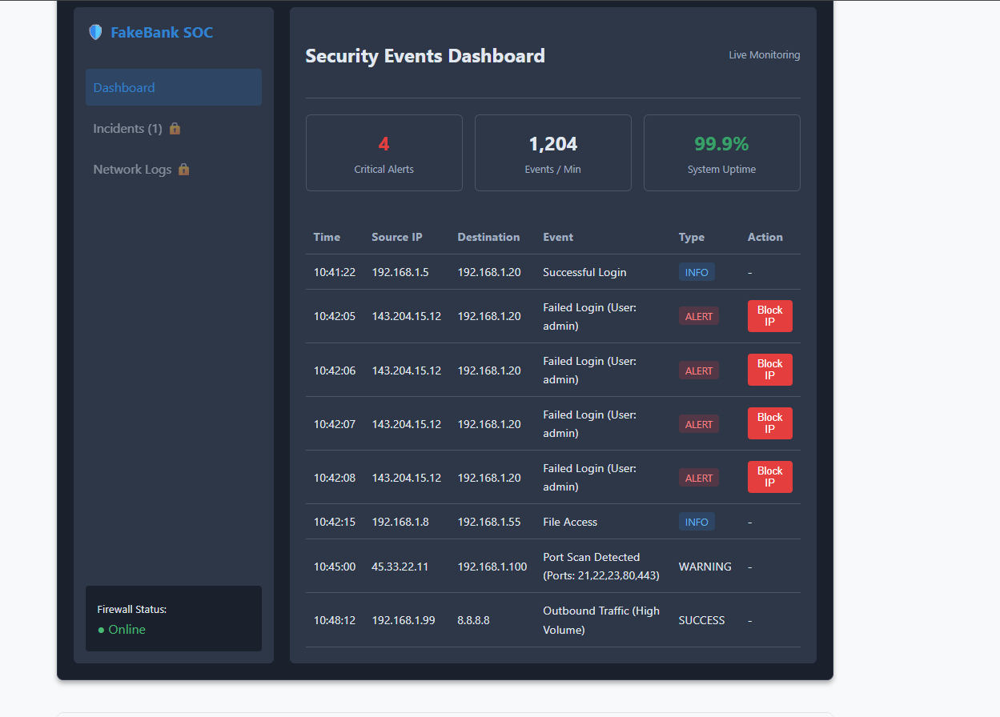 FakeBank SOC
Dashboard
Incidents (1)
Network Logs
Firewall Status:
● Online
Security Events Dashboard
Live Monitoring
4
Critical Alerts
1,204
Events / Min
99.9%
System Uptime
Time Source IP Destination Event Type Action
10:41:22 192.168.1.5 192.168.1.20 Successful Login INFO -
10:42:05 143.204.15.12 192.168.1.20 Failed Login (User: admin) ALERT Block IP
10:42:06 143.204.15.12 192.168.1.20 Failed Login (User: admin) ALERT Block IP
10:42:07 143.204.15.12 192.168.1.20 Failed Login (User: admin) ALERT Block IP
10:42:08 143.204.15.12 192.168.1.20 Failed Login (User: admin) ALERT Block IP
10:42:15 192.168.1.8 192.168.1.55 File Access INFO -
10:45:00 45.33.22.11 192.168.1.100 Port Scan Detected (Ports: 21,22,23,80,443) WARNING -
10:48:12 192.168.1.99 8.8.8.8 Outbound Traffic (High Volume) SUCCESS -